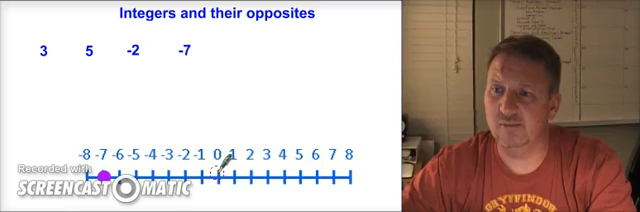 Integers and their opposites
3 5 -2 -7
-8 -7 -6 -5 -4 -3 -2 -1 0 1 2 3 4 5 6 7 8
Recorded with
SCREENCAST MATIC
GRYFFINDOR